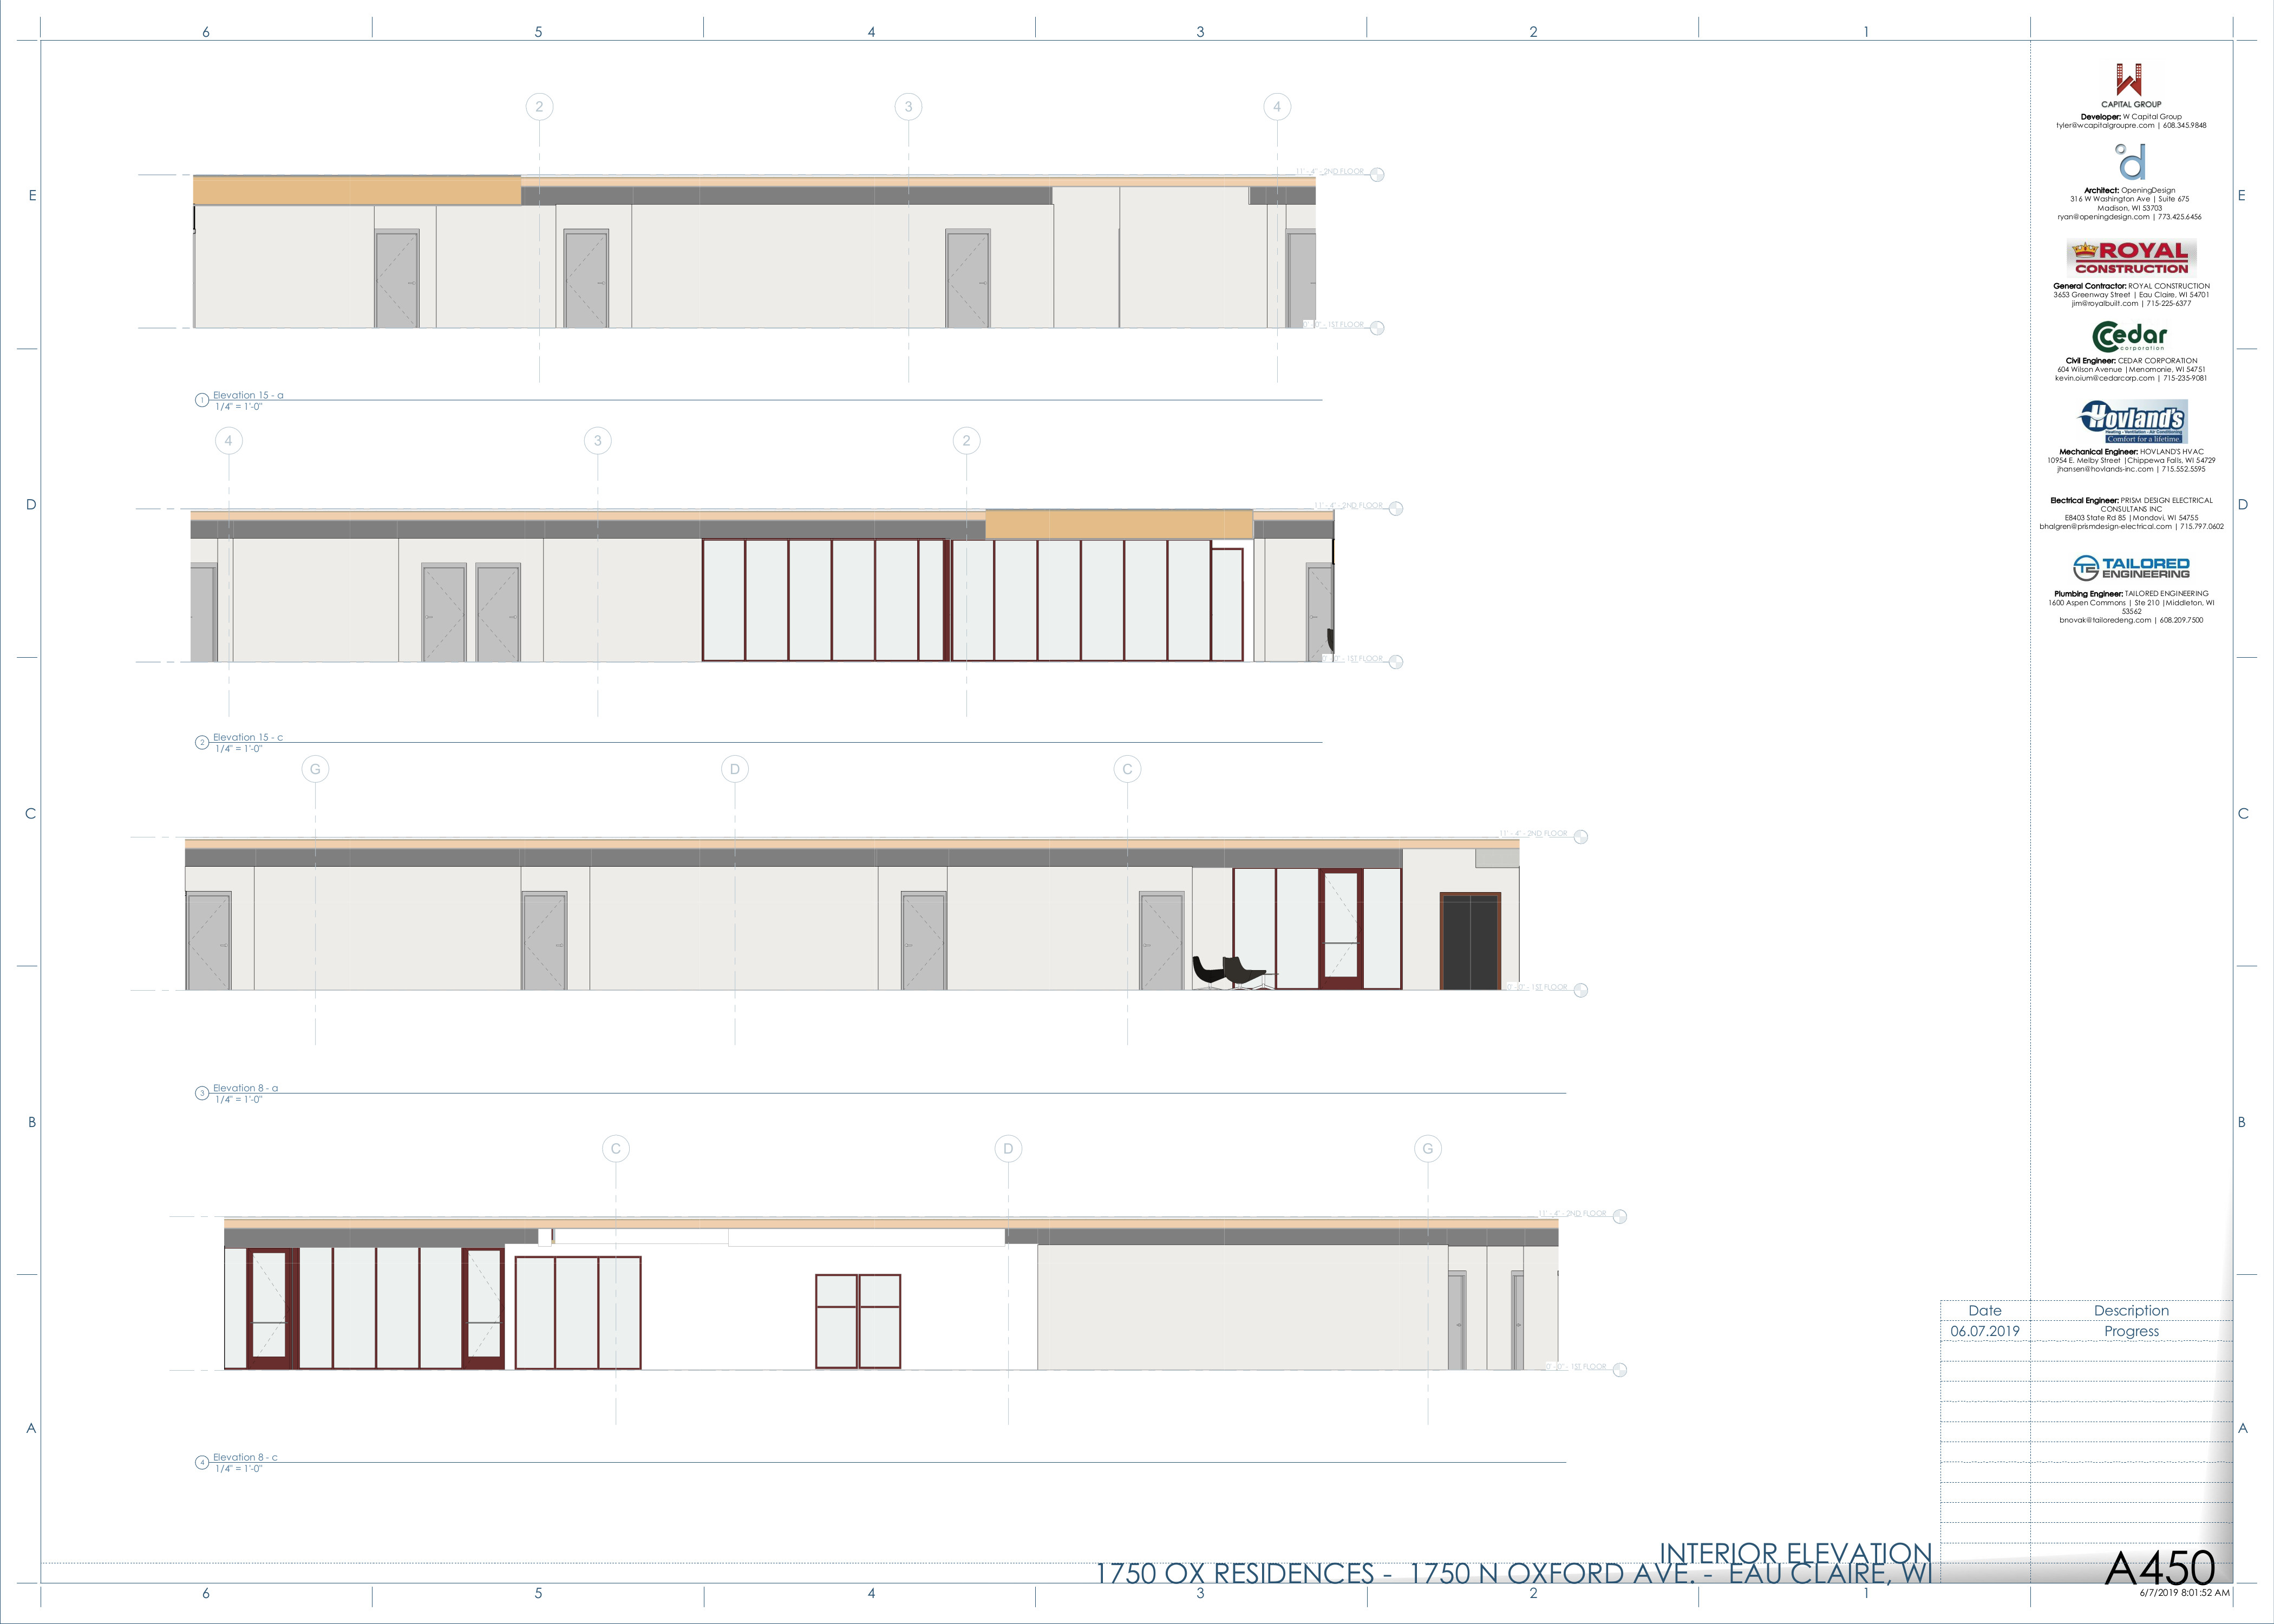 6 5 4 3 2 1
2 3 4
11' - 4" - 2ND FLOOR
0' - 0" - 1ST FLOOR
1 Elevation 15 - a
1/4" = 1'-0"
4 3 2
11' - 4" - 2ND FLOOR
0' - 0" - 1ST FLOOR
2 Elevation 15 - c
1/4" = 1'-0"
G D C
11' - 4" - 2ND FLOOR
0' - 0" - 1ST FLOOR
3 Elevation 8 - a
1/4" = 1'-0"
C D G
11' - 4" - 2ND FLOOR
0' - 0" - 1ST FLOOR
4 Elevation 8 - c
1/4" = 1'-0"
E E
D D
C C
B B
A A
CAPITAL GROUP
Developer: W Capital Group
tyler@wcapitalgroupre.com | 608.345.9848
d
Architect: OpeningDesign
316 W Washington Ave | Suite 675
Madison, WI 53703
ryan@openingdesign.com | 773.425.6456
ROYAL
CONSTRUCTION
General Contractor: ROYAL CONSTRUCTION
3653 Greenway Street | Eau Claire, WI 54701
jim@royalbuilt.com | 715-225-6377
Cedar
corporation
Civil Engineer: CEDAR CORPORATION
604 Wilson Avenue |Menomonie, WI 54751
kevin.oium@cedarcorp.com | 715-235-9081
Hovland's
Heating - Ventilation - Air Conditioning
Comfort for a lifetime.
Mechanical Engineer: HOVLAND'S HVAC
10954 E. Melby Street |Chippewa Falls, WI 54729
jhansen@hovlands-inc.com | 715.552.5595
Electrical Engineer: PRISM DESIGN ELECTRICAL
CONSULTANS INC
E8403 State Rd 85 |Mondovi, WI 54755
bhalgren@prismdesign-electrical.com | 715.797.0602
TE TAILORED
ENGINEERING
Plumbing Engineer: TAILORED ENGINEERING
1600 Aspen Commons | Ste 210 |Middleton, WI
53562
bnovak@tailoredeng.com | 608.209.7500
Date Description
06.07.2019 Progress
INTERIOR ELEVATION
1750 OX RESIDENCES - 1750 N OXFORD AVE. - EAU CLAIRE, WI
A450
6/7/2019 8:01:52 AM
6 5 4 3 2 1